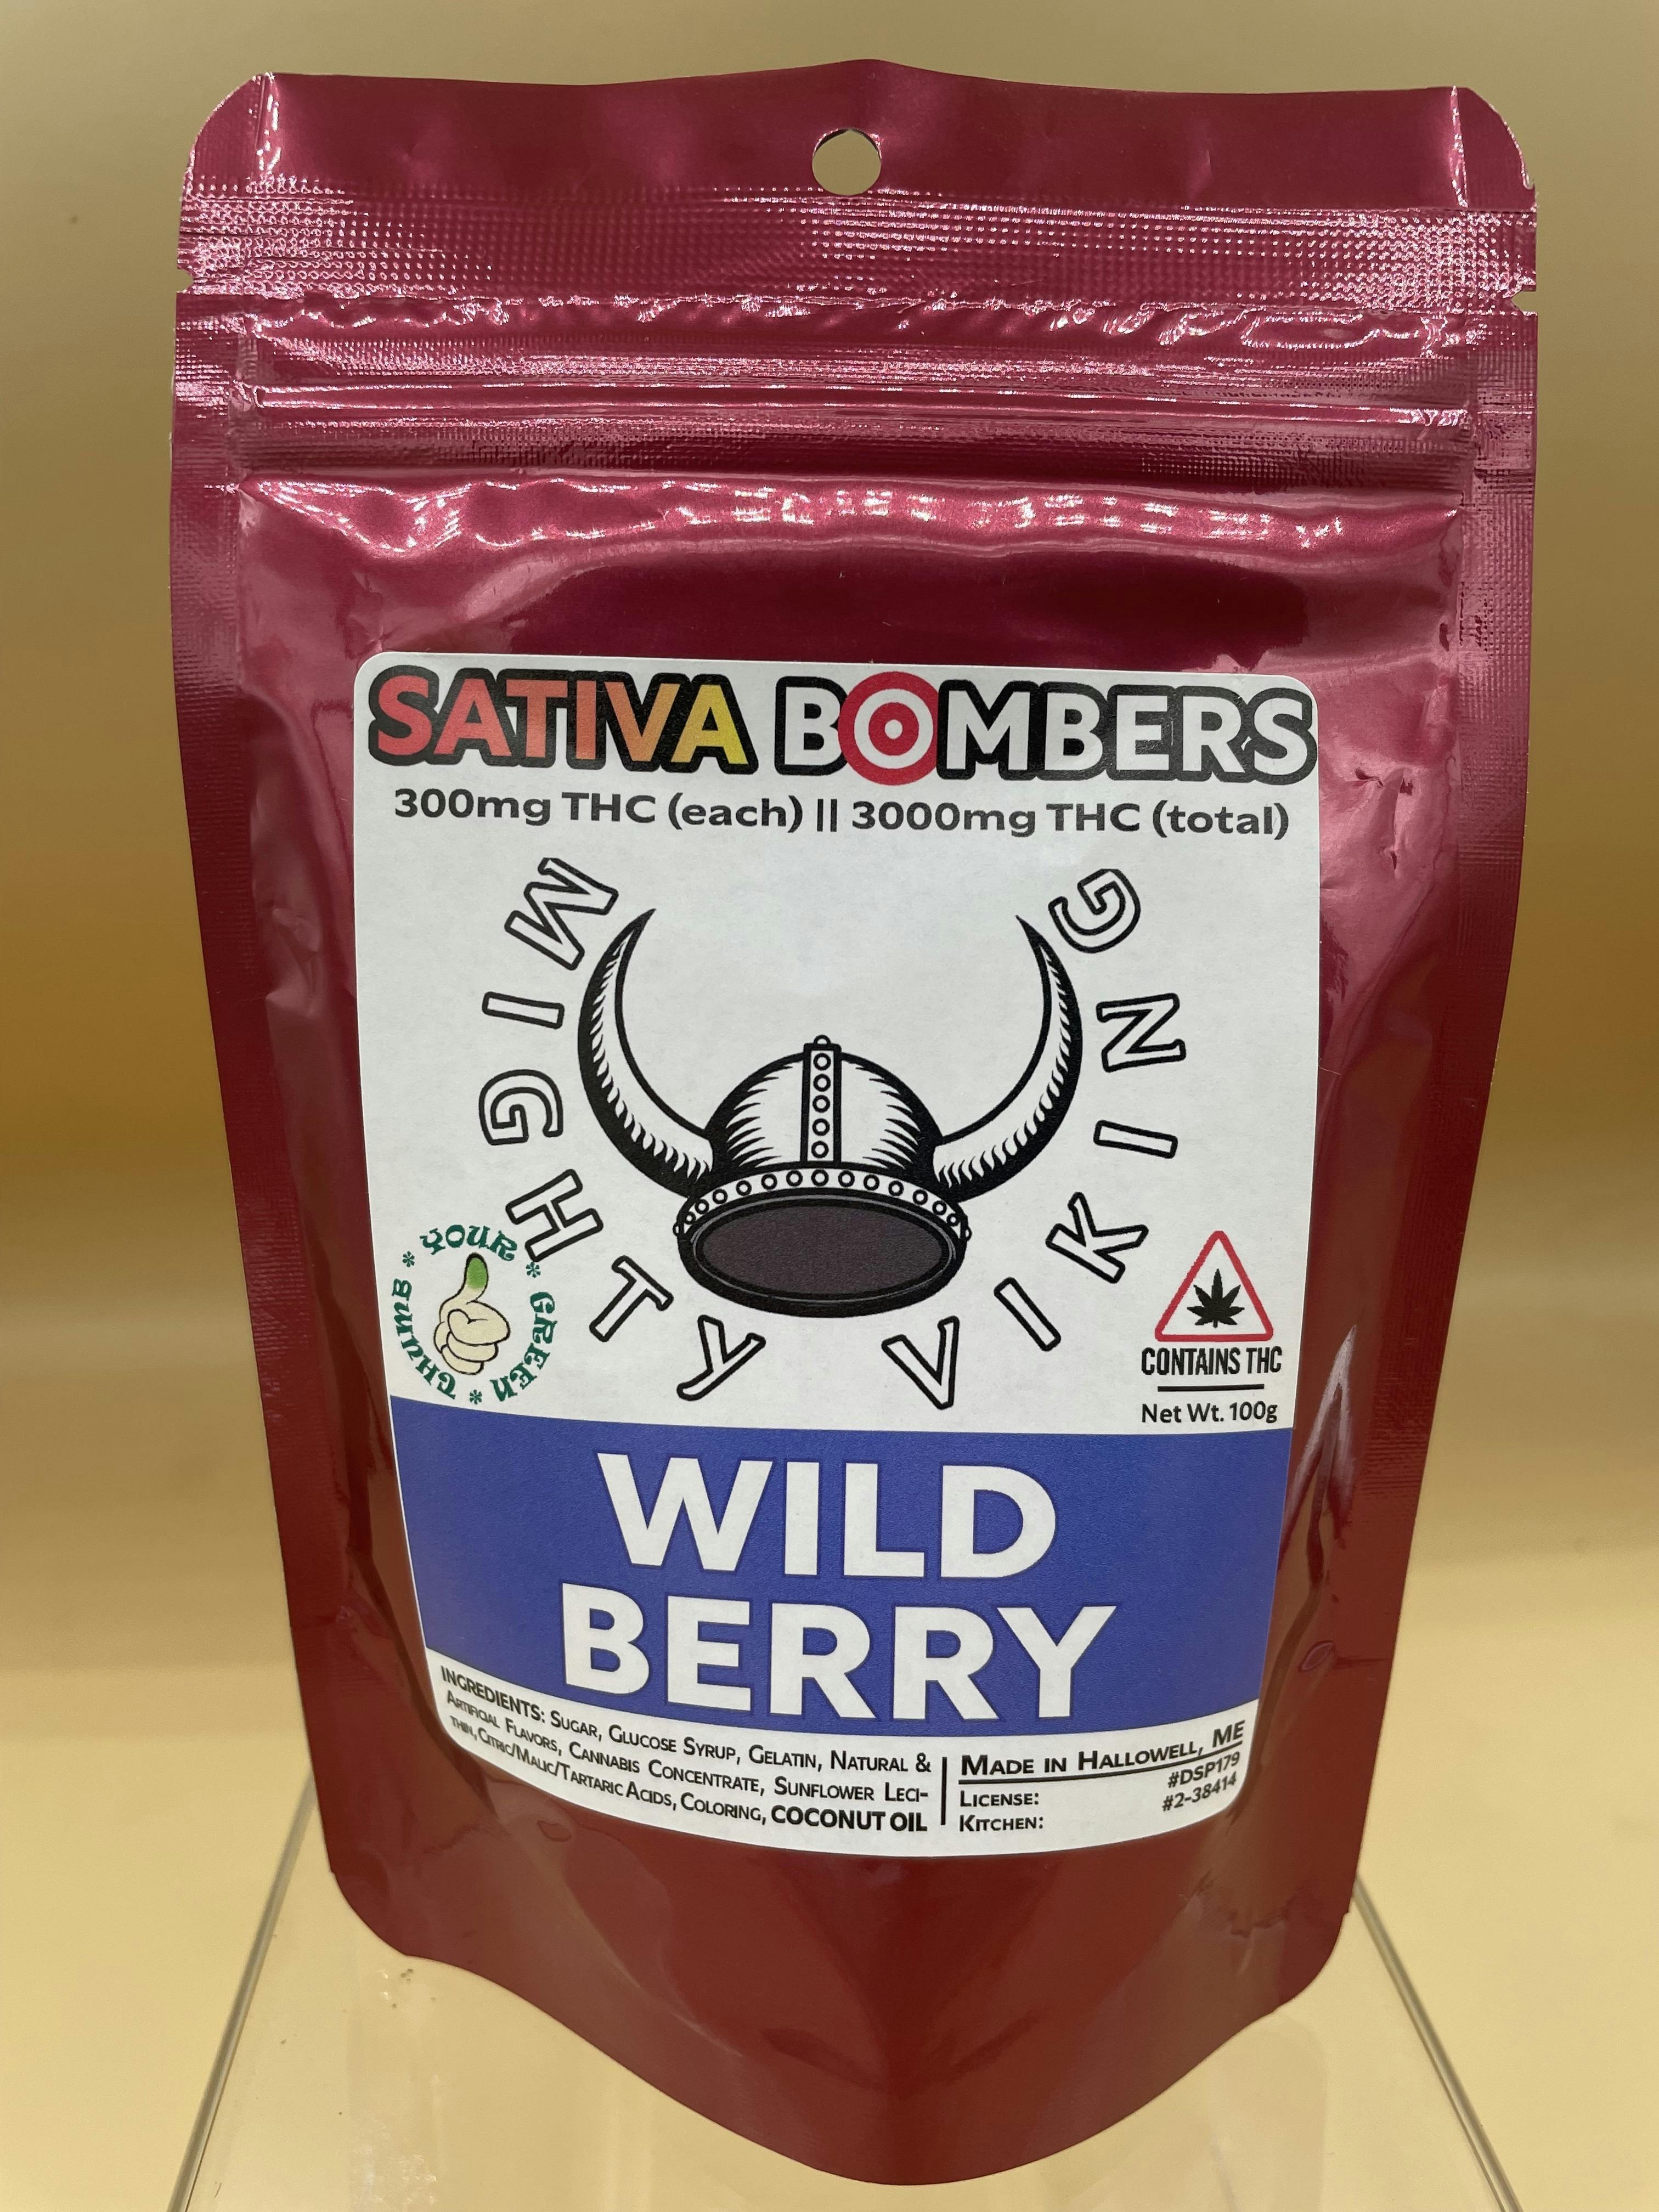 SATIVA BOMBERS
300mg THC (each) || 3000mg THC (total)
MIGHTY VIKING
YOUR * GREEN * THUMB *
CONTAINS THC
Net Wt. 100g
WILD
BERRY
INGREDIENTS: SUGAR, GLUCOSE SYRUP, GELATIN, NATURAL &
ARTIFICIAL FLAVORS, CANNABIS CONCENTRATE, SUNFLOWER LECI-
THIN, CITRIC/MALIC/TARTARIC ACIDS, COLORING, COCONUT OIL
MADE IN HALLOWELL, ME
LICENSE: #DSP179
KITCHEN: #2-38414